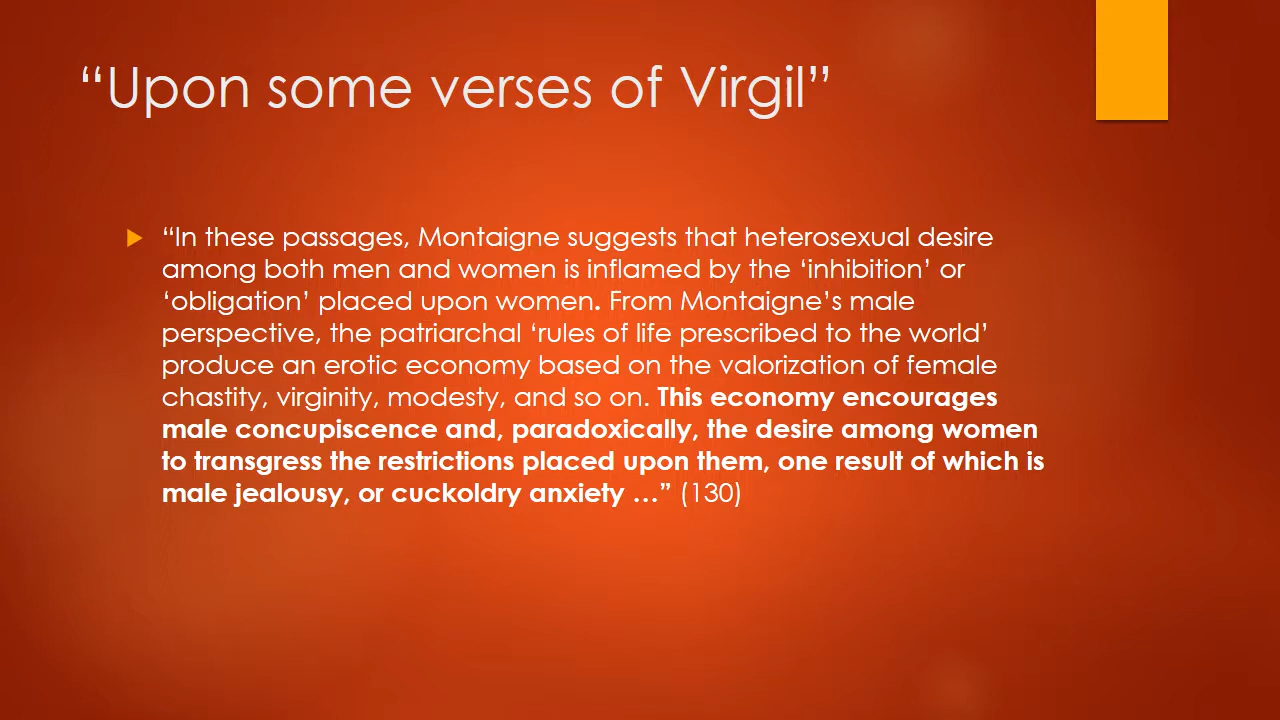 “Upon some verses of Virgil”
“In these passages, Montaigne suggests that heterosexual desire
among both men and women is inflamed by the ‘inhibition’ or
‘obligation’ placed upon women. From Montaigne’s male
perspective, the patriarchal ‘rules of life prescribed to the world’
produce an erotic economy based on the valorization of female
chastity, virginity, modesty, and so on. This economy encourages
male concupiscence and, paradoxically, the desire among women
to transgress the restrictions placed upon them, one result of which is
male jealousy, or cuckoldry anxiety …” (130)